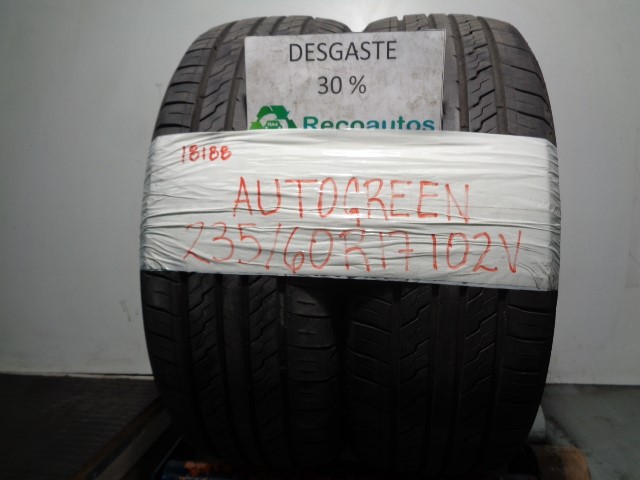 DESGASTE
30 %
Recoautos
18188
AUTOGREEN
235/60R17 102V